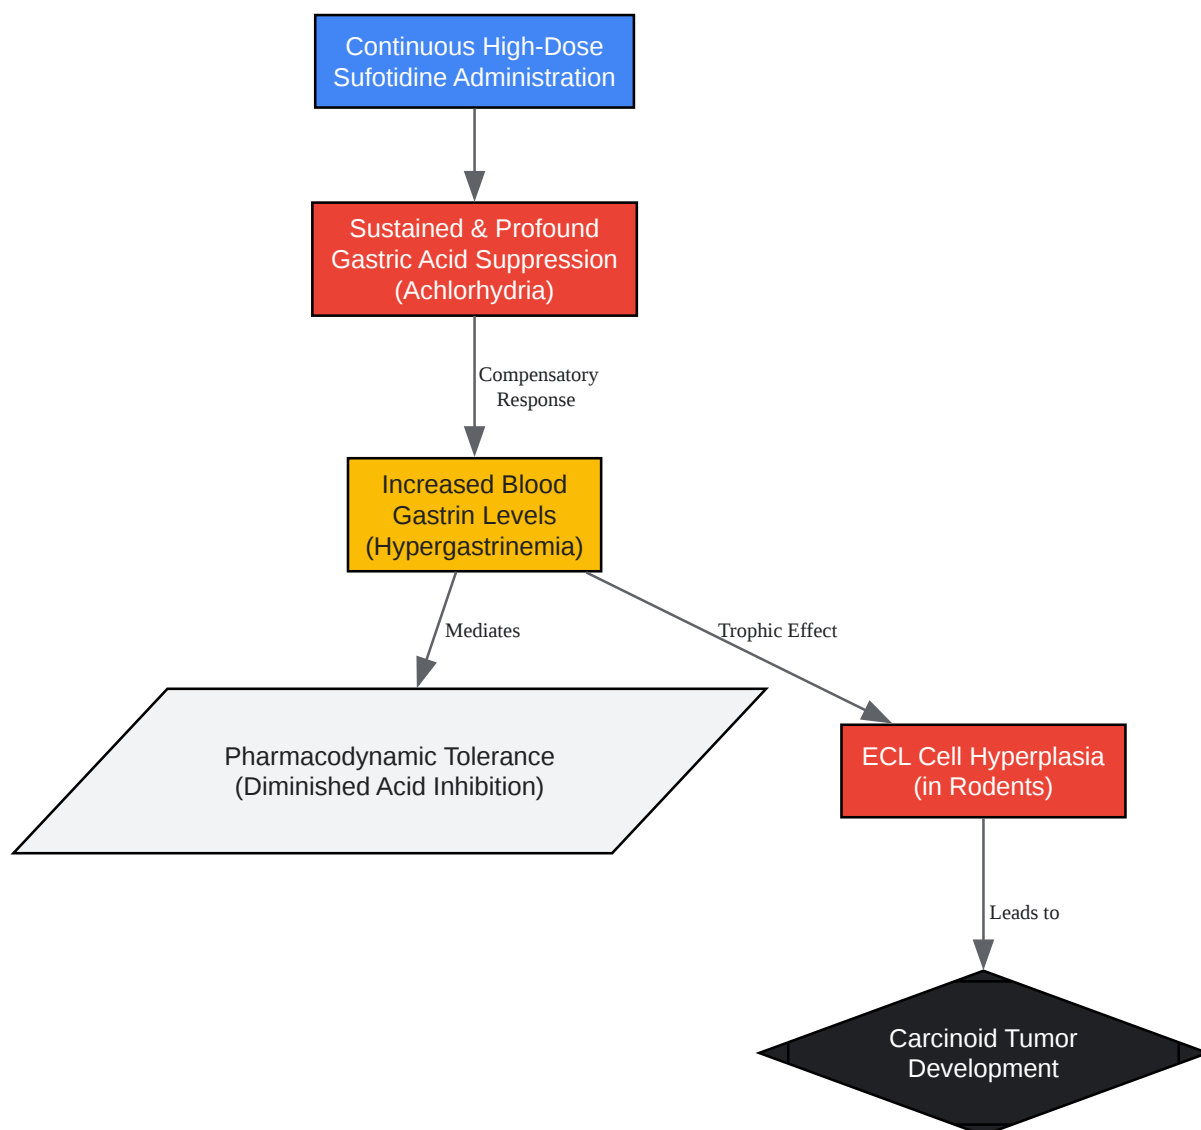 Continuous High-Dose
Sufotidine Administration
Sustained & Profound
Gastric Acid Suppression
(Achlorhydria)
Compensatory
Response
Increased Blood
Gastrin Levels
(Hypergastrinemia)
Mediates
Trophic Effect
Pharmacodynamic Tolerance
(Diminished Acid Inhibition)
ECL Cell Hyperplasia
(in Rodents)
Leads to
Carcinoid Tumor
Development